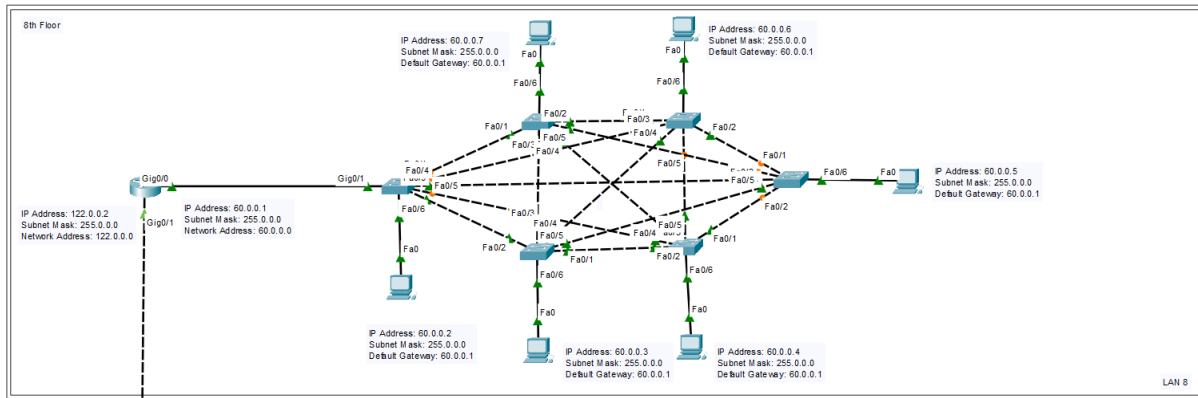 8th Floor
IP Address: 60.0.0.7
Subnet Mask: 255.0.0.0
Default Gateway: 60.0.0.1
Fa0
Fa0/6
IP Address: 60.0.0.6
Subnet Mask: 255.0.0.0
Default Gateway: 60.0.0.1
Fa0
Fa0/6
Fa0/2
Fa0/3
Fa0/1
Fa0/5
Fa0/4
Fa0/2
Fa0/3
Fa0/4
Fa0/1
Fa0/4
Fa0/5
Gig0/0
Gig0/1
Fa0/5
Fa0/5
Fa0/6
Fa0
IP Address: 60.0.0.5
Subnet Mask: 255.0.0.0
Default Gateway: 60.0.0.1
IP Address: 122.0.0.2
Subnet Mask: 255.0.0.0
Network Address: 122.0.0.0
Gig0/1
IP Address: 60.0.0.1
Subnet Mask: 255.0.0.0
Network Address: 60.0.0.0
Fa0/6
Fa0/3
Fa0/2
Fa0/4
Fa0/5
Fa0/5
Fa0/4
Fa0/2
Fa0/1
Fa0/1
Fa0/2
Fa0
Fa0/6
Fa0/6
Fa0
Fa0
IP Address: 60.0.0.2
Subnet Mask: 255.0.0.0
Default Gateway: 60.0.0.1
IP Address: 60.0.0.3
Subnet Mask: 255.0.0.0
Default Gateway: 60.0.0.1
IP Address: 60.0.0.4
Subnet Mask: 255.0.0.0
Default Gateway: 60.0.0.1
LAN 8